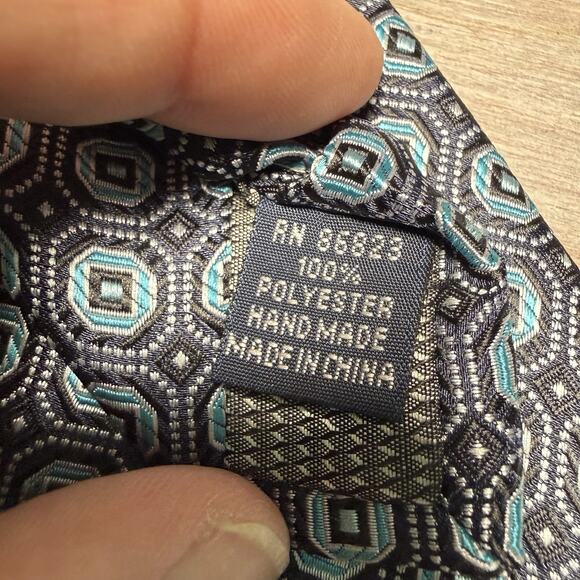 RN 86823
100%
POLYESTER
HAND MADE
MADE IN CHINA